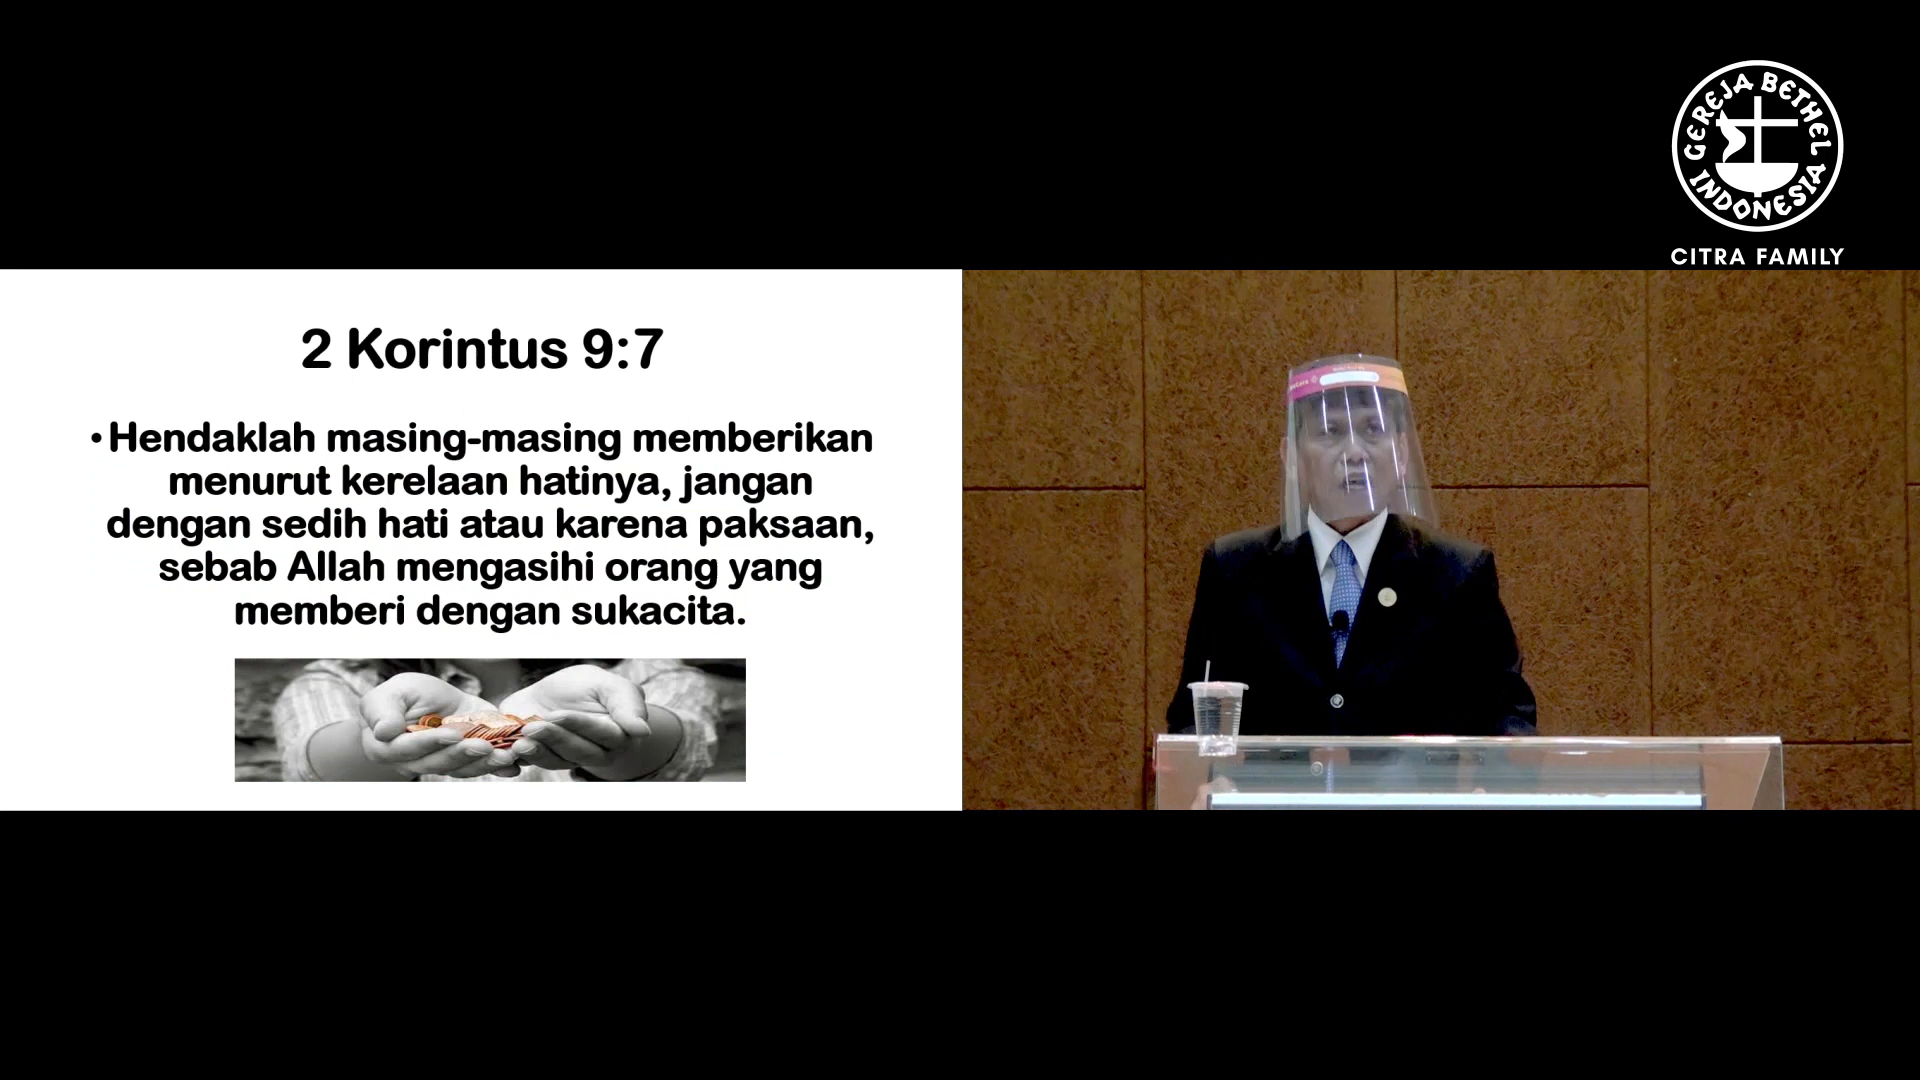 GEREJA BETHEL
INDONESIA
CITRA FAMILY
2 Korintus 9:7
• Hendaklah masing-masing memberikan
menurut kerelaan hatinya, jangan
dengan sedih hati atau karena paksaan,
sebab Allah mengasihi orang yang
memberi dengan sukacita.